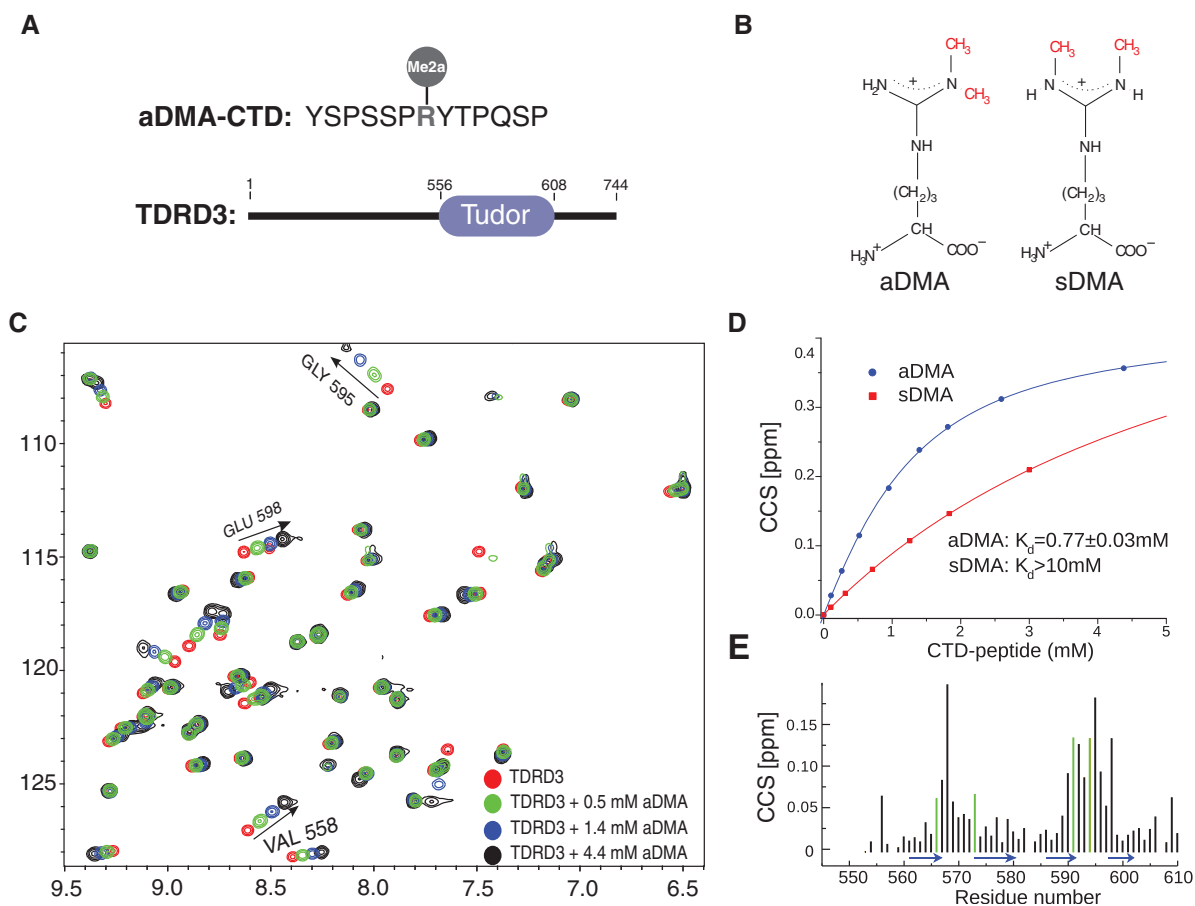 A
Me2a
aDMA-CTD: YSPSSPRYTPQSP
1 556 608 744
TDRD3: Tudor
B
CH3 CH3 CH3
H2N + N CH3 N + N
H H
NH NH
(CH2)3 (CH2)3
CH CH
H3N+ COO− H3N+ COO−
aDMA sDMA
C
GLY 595
GLU 598
VAL 558
TDRD3
TDRD3 + 0.5 mM aDMA
TDRD3 + 1.4 mM aDMA
TDRD3 + 4.4 mM aDMA
110
115
120
125
9.5 9.0 8.5 8.0 7.5 7.0 6.5
D
CCS [ppm]
0.4
0.3
0.2
0.1
0.0
aDMA
sDMA
aDMA: Kd=0.77±0.03mM
sDMA: Kd>10mM
0 1 2 3 4 5
CTD-peptide (mM)
E
CCS [ppm]
0.15
0.10
0.05
0
550 560 570 580 590 600 610
Residue number